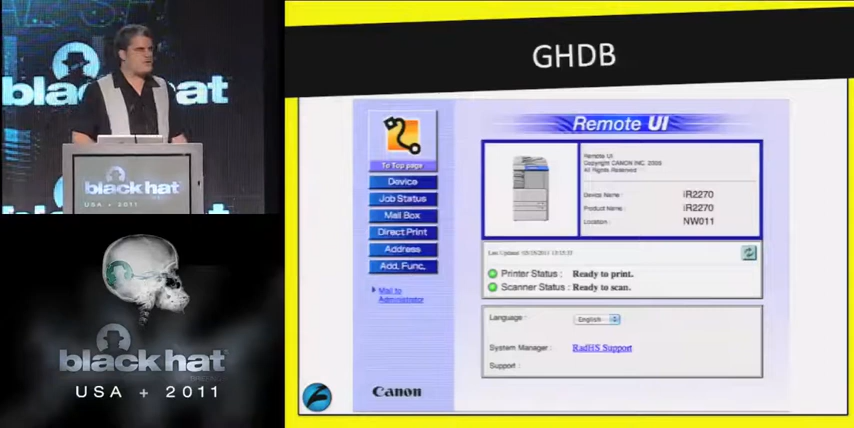 black hat
black hat
USA + 2011
black hat
USA + 2011
GHDB
Remote UI
To Top page
Device
Job Status
Mail Box
Direct Print
Address
Add. Func.
Mail to
Administrator
Canon
Remote UI
Copyright CANON INC. 2005
All Rights Reserved
Device Name : iR2270
Product Name : iR2270
Location : NW011
Printer Status : Ready to print.
Scanner Status : Ready to scan.
Language : English
System Manager : RadHS Support
Support :